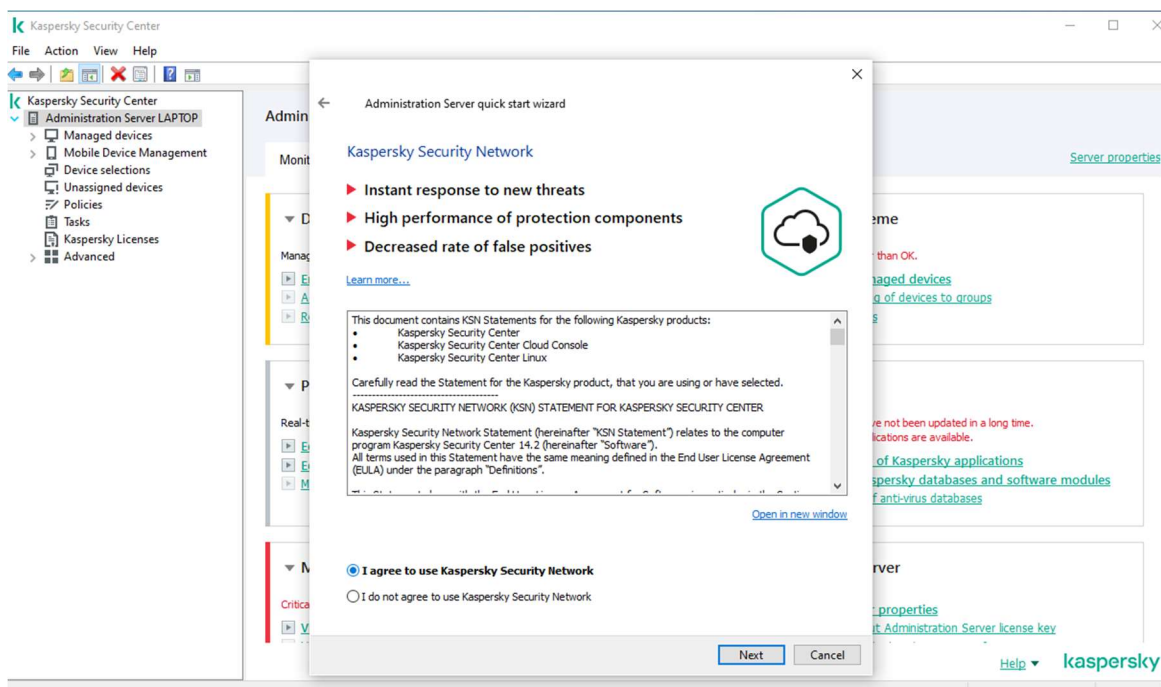 Kaspersky Security Center
File Action View Help
Kaspersky Security Center
Administration Server LAPTOP
Managed devices
Mobile Device Management
Device selections
Unassigned devices
Policies
Tasks
Kaspersky Licenses
Advanced
Admin
Monit
Server properties
D
Manag
E
A
R
P
Real-t
E
E
M
M
Critica
V
Administration Server quick start wizard
Kaspersky Security Network
Instant response to new threats
High performance of protection components
Decreased rate of false positives
Learn more...
This document contains KSN Statements for the following Kaspersky products:
• Kaspersky Security Center
• Kaspersky Security Center Cloud Console
• Kaspersky Security Center Linux
Carefully read the Statement for the Kaspersky product, that you are using or have selected.
-------------------------------------
KASPERSKY SECURITY NETWORK (KSN) STATEMENT FOR KASPERSKY SECURITY CENTER
Kaspersky Security Network Statement (hereinafter "KSN Statement") relates to the computer
program Kaspersky Security Center 14.2 (hereinafter "Software").
All terms used in this Statement have the same meaning defined in the End User License Agreement
(EULA) under the paragraph "Definitions".
Open in new window
I agree to use Kaspersky Security Network
I do not agree to use Kaspersky Security Network
Next Cancel
eme
than OK.
naged devices
g of devices to groups
s
ve not been updated in a long time.
lications are available.
of Kaspersky applications
spersky databases and software modules
f anti-virus databases
rver
properties
ut Administration Server license key
Help
kaspersky